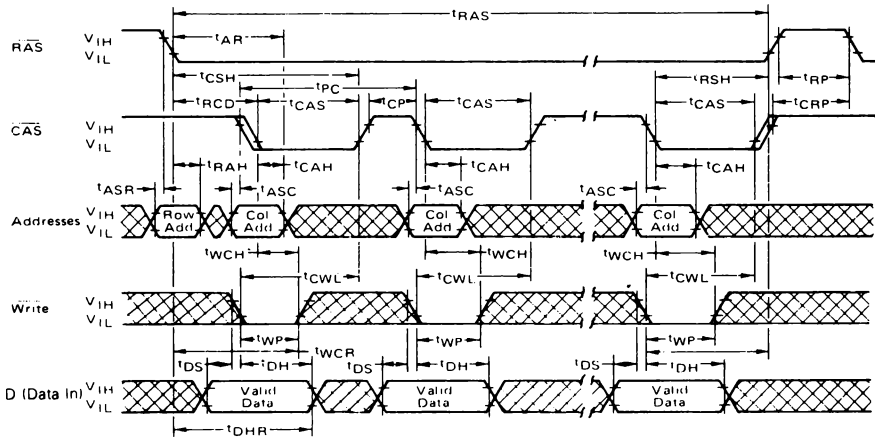 tRAS
RAS VIH
VIL
tAR
tCSH
tPC
tRSH
tRP
tRCD
tCAS
tCP
tCAS
tCAS
tCRP
CAS VIH
VIL
tRAH
tCAH
tCAH
tCAH
tASR
tASC
tASC
tASC
Addresses VIH
VIL
Row
Add
Col
Add
Col
Add
Col
Add
tWCH
tWCH
tWCH
tCWL
tCWL
tCWL
Write VIH
VIL
tWP
tWP
tWP
tWCR
tDS
tDH
tDS
tDH
tDS
tDH
D (Data In) VIH
VIL
Valid
Data
Valid
Data
Valid
Data
tDHR